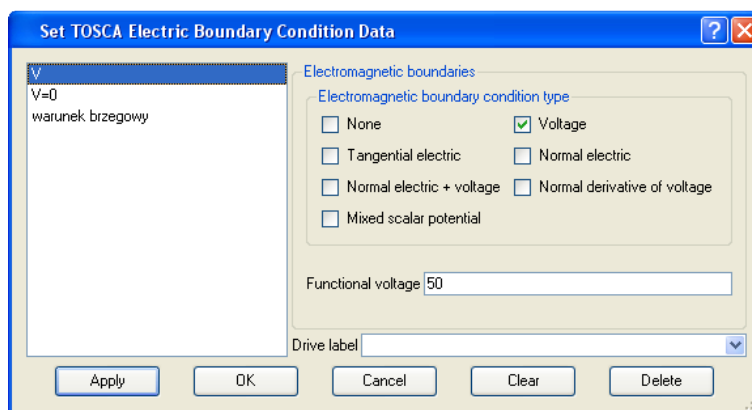 Set TOSCA Electric Boundary Condition Data
V
V=0
warunek brzegowy
Electromagnetic boundaries
Electromagnetic boundary condition type
None
Voltage
Tangential electric
Normal electric
Normal electric + voltage
Normal derivative of voltage
Mixed scalar potential
Functional voltage 50
Drive label
Apply OK Cancel Clear Delete